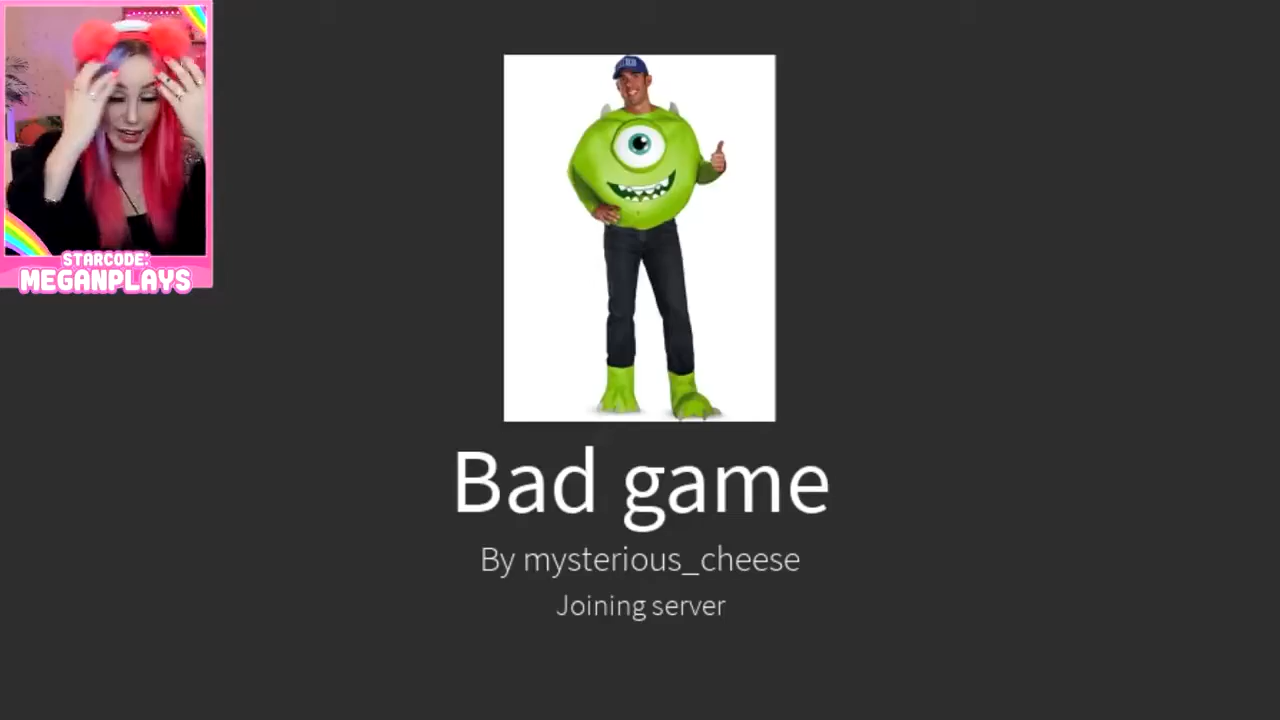 STARCODE:
MEGANPLAYS
Bad game
By mysterious_cheese
Joining server